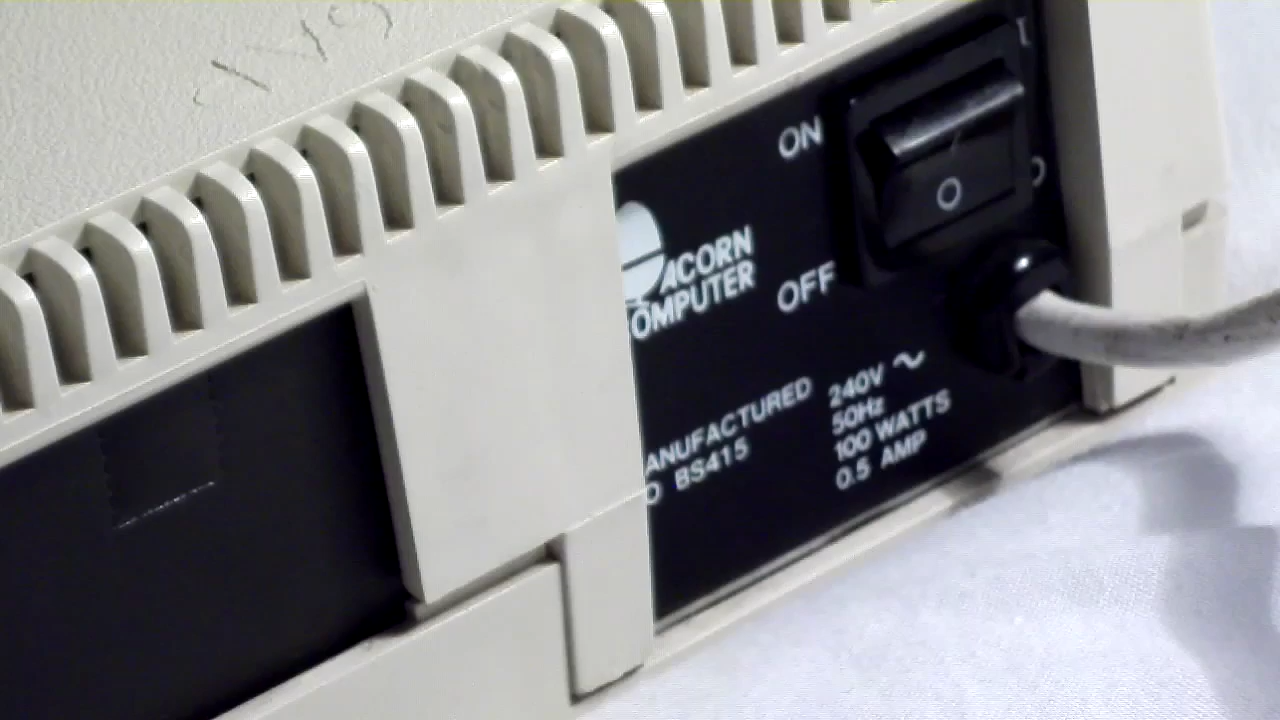 ON
I
O
O
ACORN
OMPUTER
OFF
ANUFACTURED
O BS415
240V ~
50Hz
100 WATTS
0.5 AMP